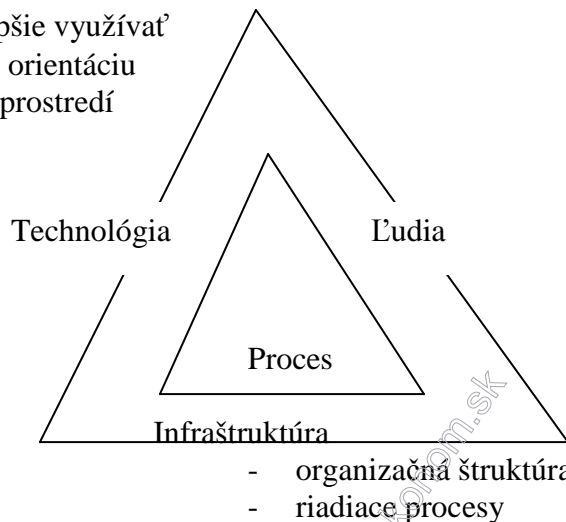 pšie využívať
orientáciu
prostredí
Technológia
Ľudia
Proces
Infraštruktúra
- organizačná štruktúra
- riadiace procesy